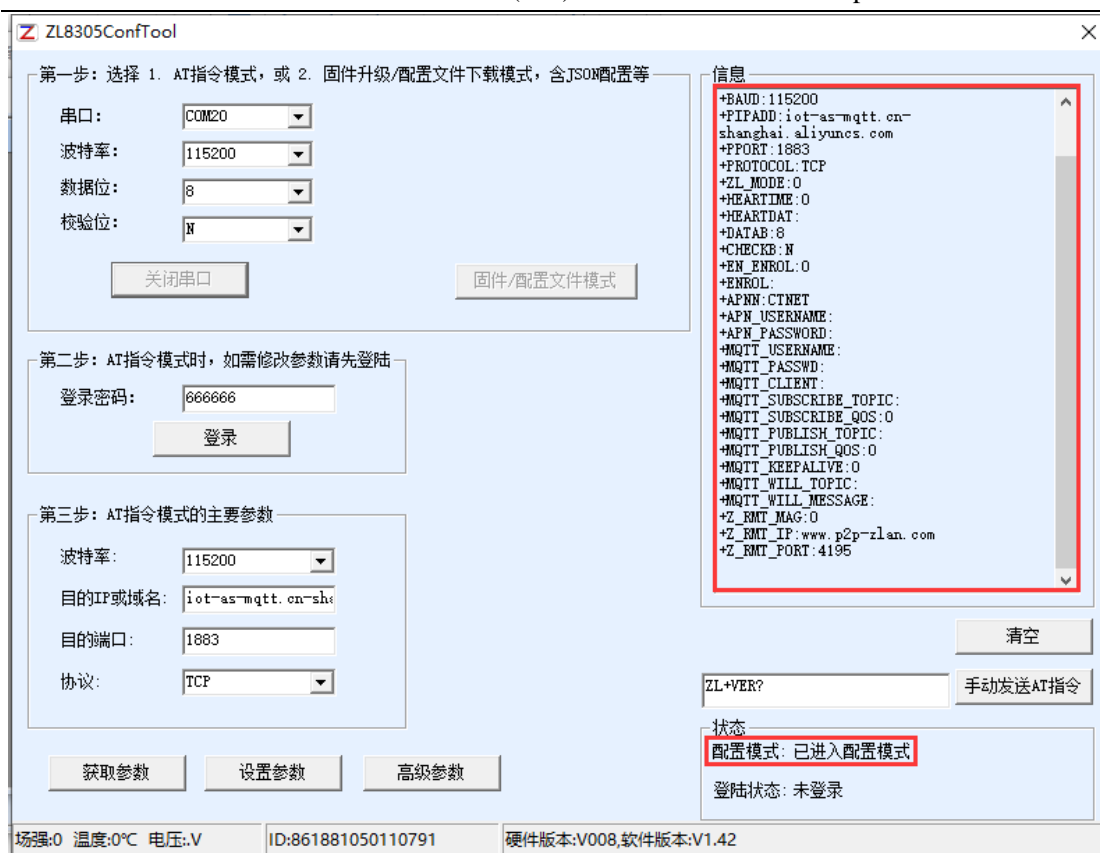 ZL8305ConfTool
第一步：选择 1. AT指令模式，或 2. 固件升级/配置文件下载模式，含JSON配置等
串口：
COM20
波特率：
115200
数据位：
8
校验位：
N
关闭串口
固件/配置文件模式
第二步：AT指令模式时，如需修改参数请先登陆
登录密码：
666666
登录
第三步：AT指令模式的主要参数
波特率：
115200
目的IP或域名：
iot-as-mqtt.cn-sha
目的端口：
1883
协议：
TCP
获取参数
设置参数
高级参数
信息
+BAUD:115200
+PIPADD:iot-as-mqtt.cn-
shanghai.aliyuncs.com
+PPORT:1883
+PROTOCOL:TCP
+ZL_MODE:0
+HEARTIME:0
+HEARTDAT:
+DATAB:8
+CHECKB:N
+EN_ENROL:0
+ENROL:
+APNN:CTNET
+APN_USERNAME:
+APN_PASSWORD:
+MQTT_USERNAME:
+MQTT_PASSWD:
+MQTT_CLIENT:
+MQTT_SUBSCRIBE_TOPIC:
+MQTT_SUBSCRIBE_QOS:0
+MQTT_PUBLISH_TOPIC:
+MQTT_PUBLISH_QOS:0
+MQTT_KEEPALIVE:0
+MQTT_WILL_TOPIC:
+MQTT_WILL_MESSAGE:
+Z_RMT_MAG:0
+Z_RMT_IP:www.p2p-zlan.com
+Z_RMT_PORT:4195
清空
ZL+VER?
手动发送AT指令
状态
配置模式：已进入配置模式
登陆状态：未登录
场强:0 温度:0℃ 电压:.V
ID:861881050110791
硬件版本:V008,软件版本:V1.42